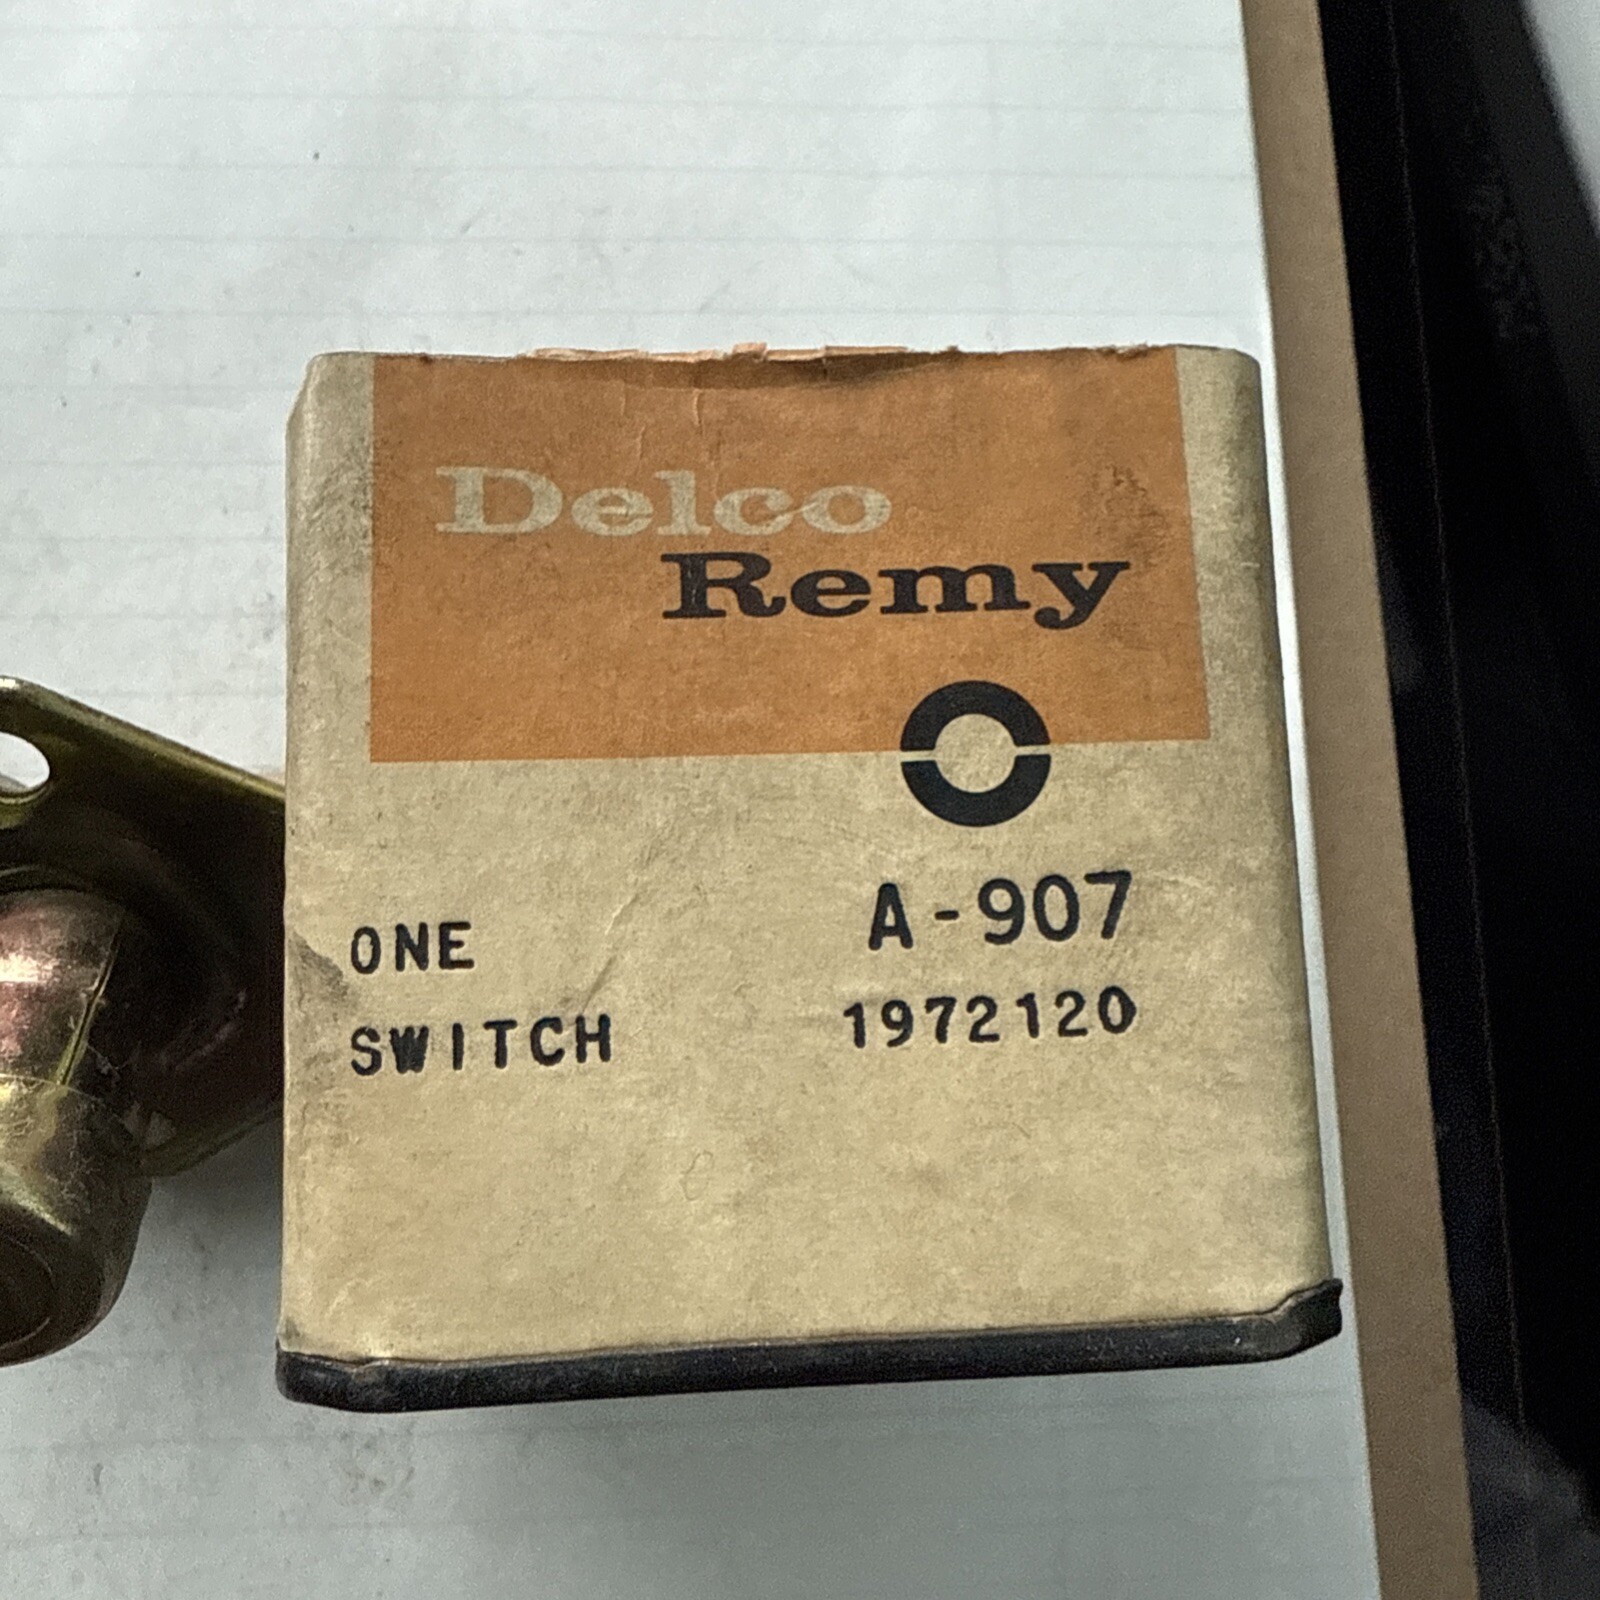 Delco
Remy
A-907
ONE
SWITCH 1972120